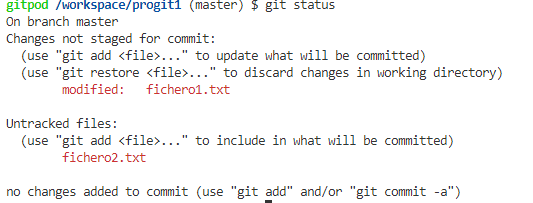 gitpod /workspace/progit1 (master) $ git status
On branch master
Changes not staged for commit:
  (use "git add <file>..." to update what will be committed)
  (use "git restore <file>..." to discard changes in working directory)
        modified:   fichero1.txt

Untracked files:
  (use "git add <file>..." to include in what will be committed)
        fichero2.txt

no changes added to commit (use "git add" and/or "git commit -a")